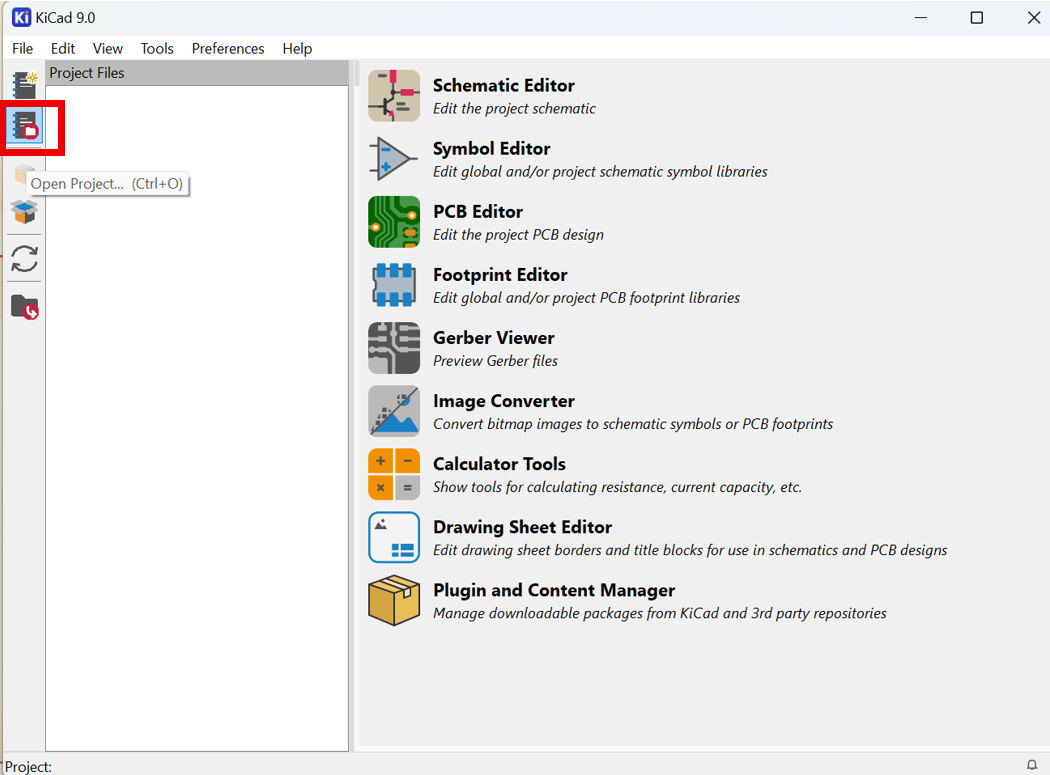 Ki KiCad 9.0
File Edit View Tools Preferences Help
Project Files
Open Project... (Ctrl+O)
Schematic Editor
Edit the project schematic
Symbol Editor
Edit global and/or project schematic symbol libraries
PCB Editor
Edit the project PCB design
Footprint Editor
Edit global and/or project PCB footprint libraries
Gerber Viewer
Preview Gerber files
Image Converter
Convert bitmap images to schematic symbols or PCB footprints
Calculator Tools
Show tools for calculating resistance, current capacity, etc.
Drawing Sheet Editor
Edit drawing sheet borders and title blocks for use in schematics and PCB designs
Plugin and Content Manager
Manage downloadable packages from KiCad and 3rd party repositories
Project: